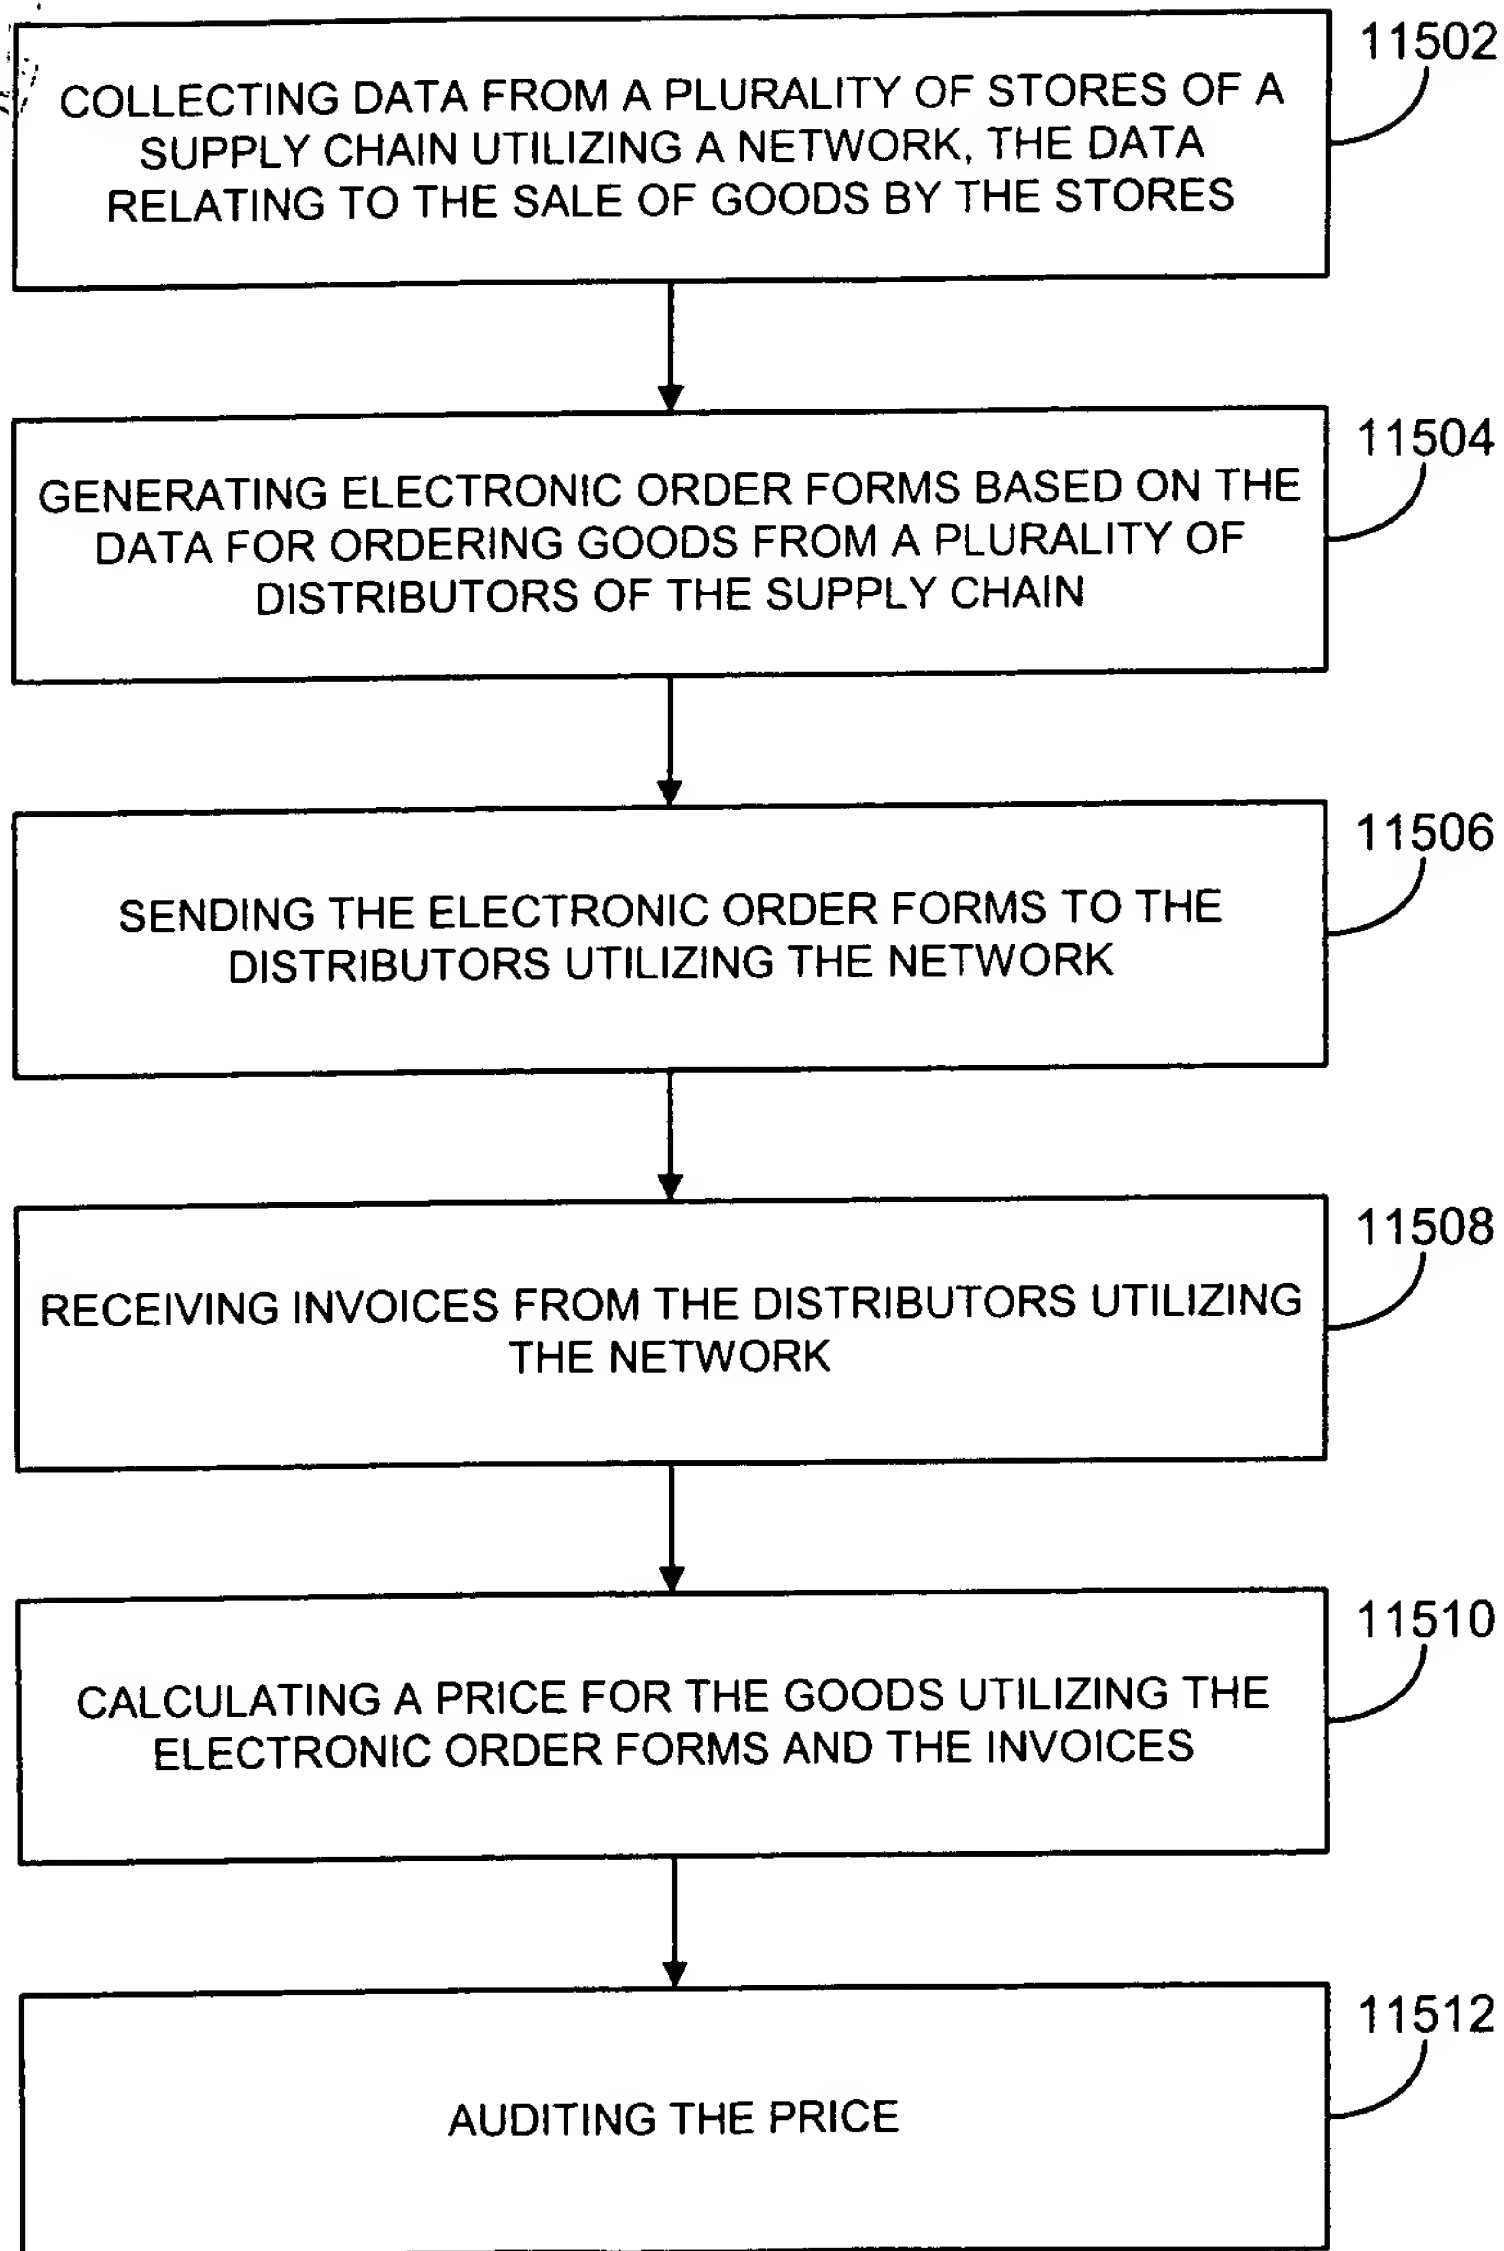 11502
COLLECTING DATA FROM A PLURALITY OF STORES OF A
SUPPLY CHAIN UTILIZING A NETWORK, THE DATA
RELATING TO THE SALE OF GOODS BY THE STORES
11504
GENERATING ELECTRONIC ORDER FORMS BASED ON THE
DATA FOR ORDERING GOODS FROM A PLURALITY OF
DISTRIBUTORS OF THE SUPPLY CHAIN
11506
SENDING THE ELECTRONIC ORDER FORMS TO THE
DISTRIBUTORS UTILIZING THE NETWORK
11508
RECEIVING INVOICES FROM THE DISTRIBUTORS UTILIZING
THE NETWORK
11510
CALCULATING A PRICE FOR THE GOODS UTILIZING THE
ELECTRONIC ORDER FORMS AND THE INVOICES
11512
AUDITING THE PRICE